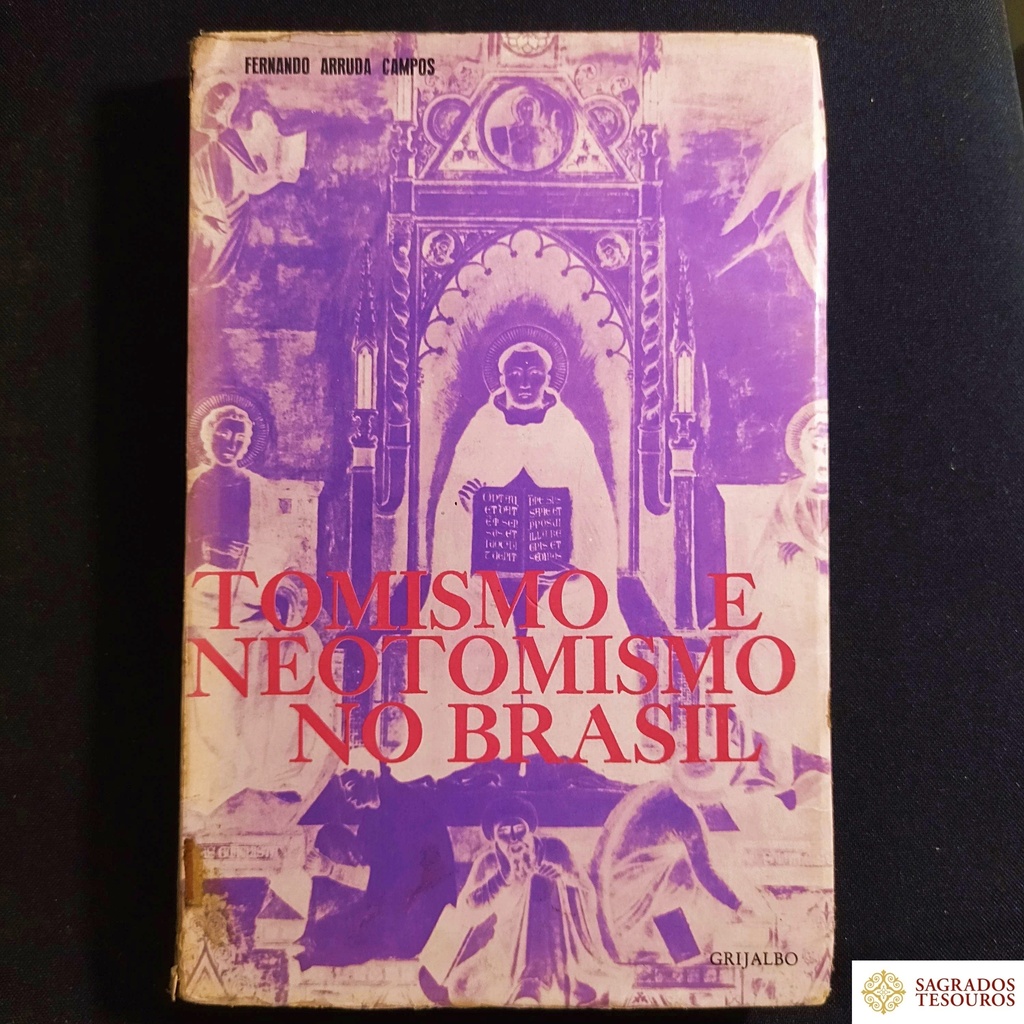 FERNANDO ARRUDA CAMPOS
TOMISMO E
NEOTOMISMO
NO BRASIL
GRIJALBO
SAGRADOS
TESOUROS